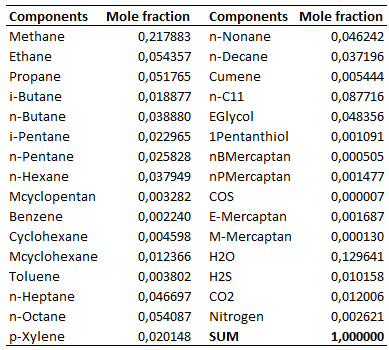 Components Mole fraction Components Mole fraction
Methane 0,217883 n-Nonane 0,046242
Ethane 0,054357 n-Decane 0,037196
Propane 0,051765 Cumene 0,005444
i-Butane 0,018877 n-C11 0,087716
n-Butane 0,038880 EGlycol 0,048356
i-Pentane 0,022965 1Pentanthiol 0,001091
n-Pentane 0,025828 nBMercaptan 0,000505
n-Hexane 0,037949 nPMercaptan 0,001477
Mcyclopentan 0,003282 COS 0,000007
Benzene 0,002240 E-Mercaptan 0,001687
Cyclohexane 0,004598 M-Mercaptan 0,000130
Mcyclohexane 0,012366 H2O 0,129641
Toluene 0,003802 H2S 0,010158
n-Heptane 0,046697 CO2 0,012006
n-Octane 0,054087 Nitrogen 0,002621
p-Xylene 0,020148 SUM 1,000000